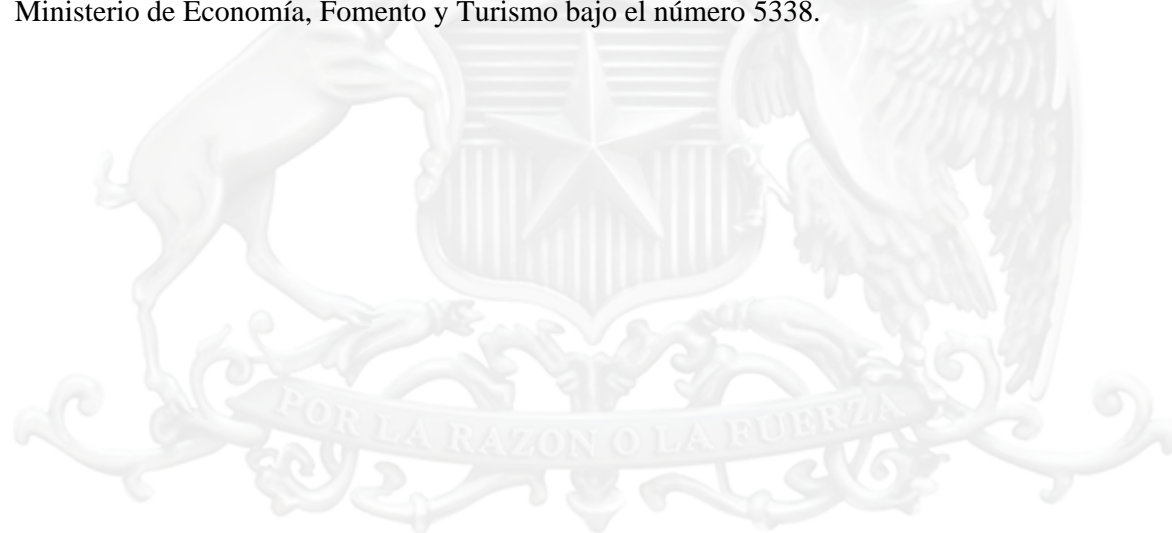 Ministerio de Economía, Fomento y Turismo bajo el número 5338.
POR LA RAZON O LA FUERZA